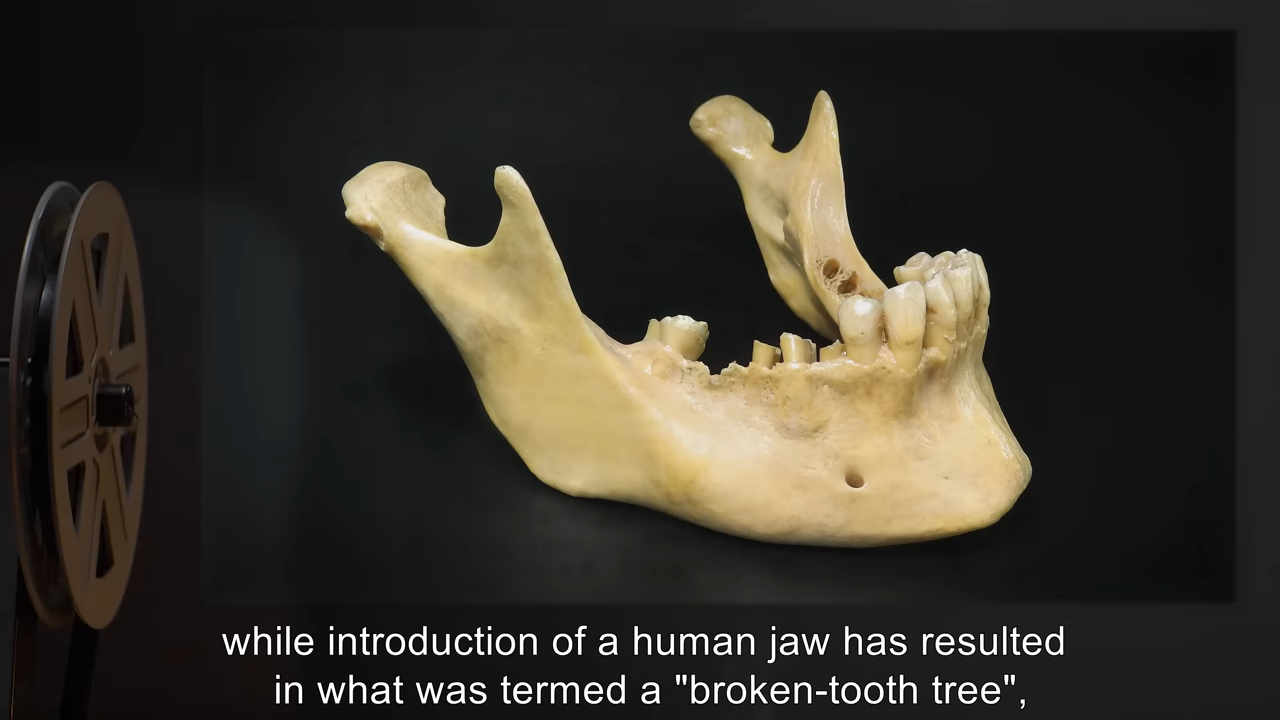 while introduction of a human jaw has resulted
in what was termed a "broken-tooth tree",